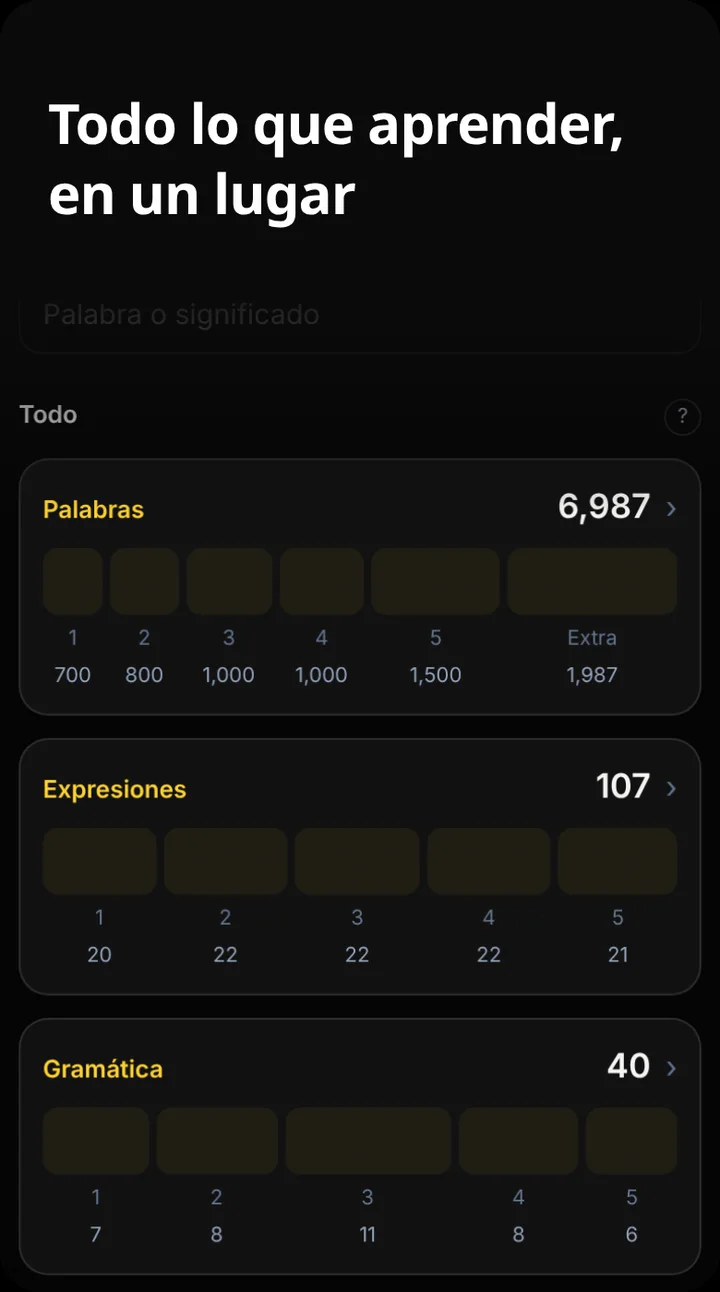 Todo lo que aprender,
en un lugar
Palabra o significado
Todo ?
Palabras 6,987 ›
1 2 3 4 5 Extra
700 800 1,000 1,000 1,500 1,987
Expresiones 107 ›
1 2 3 4 5
20 22 22 22 21
Gramática 40 ›
1 2 3 4 5
7 8 11 8 6